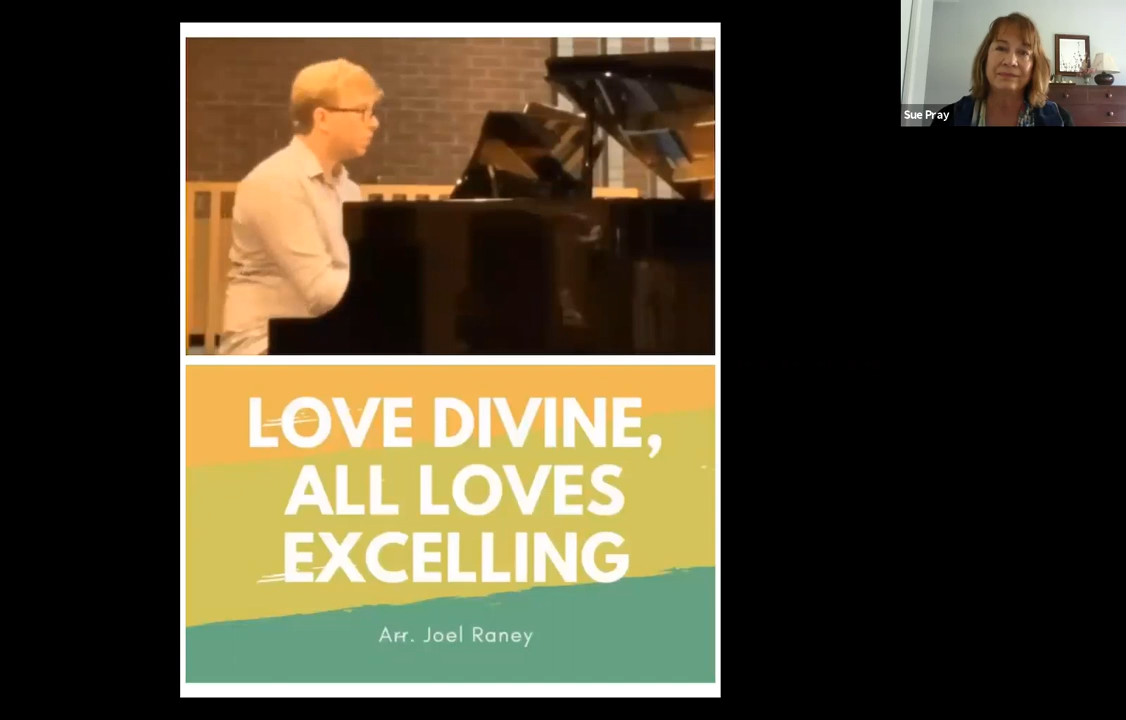 Sue Pray
LOVE DIVINE,
ALL LOVES
EXCELLING
Arr. Joel Raney